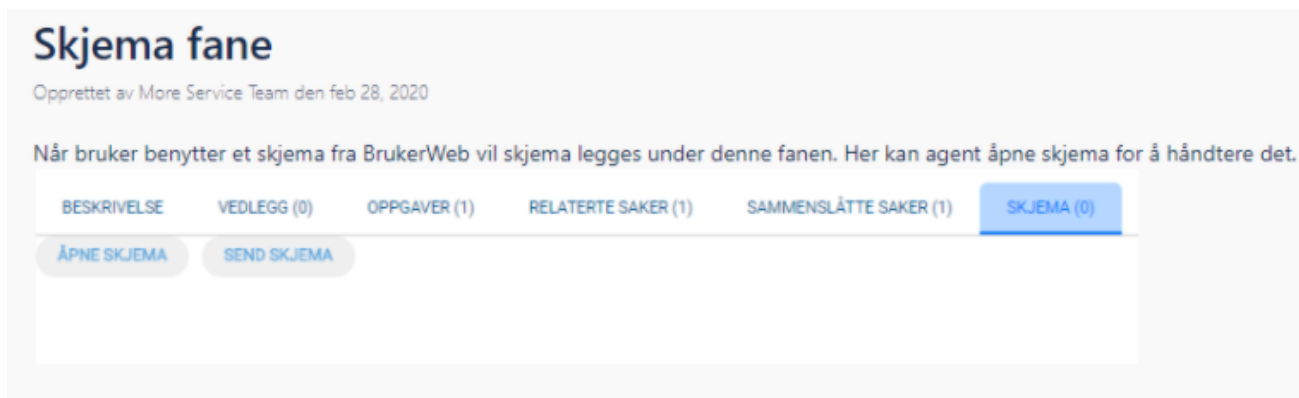 Skjema fane
Opprettet av More Service Team den feb 28, 2020
Når bruker benytter et skjema fra BrukerWeb vil skjema legges under denne fanen. Her kan agent åpne skjema for å håndtere det.
BESKRIVELSE VEDLEGG (0) OPPGAVER (1) RELATERTE SAKER (1) SAMMENSLÅTTE SAKER (1) SKJEMA (0)
ÅPNE SKJEMA SEND SKJEMA